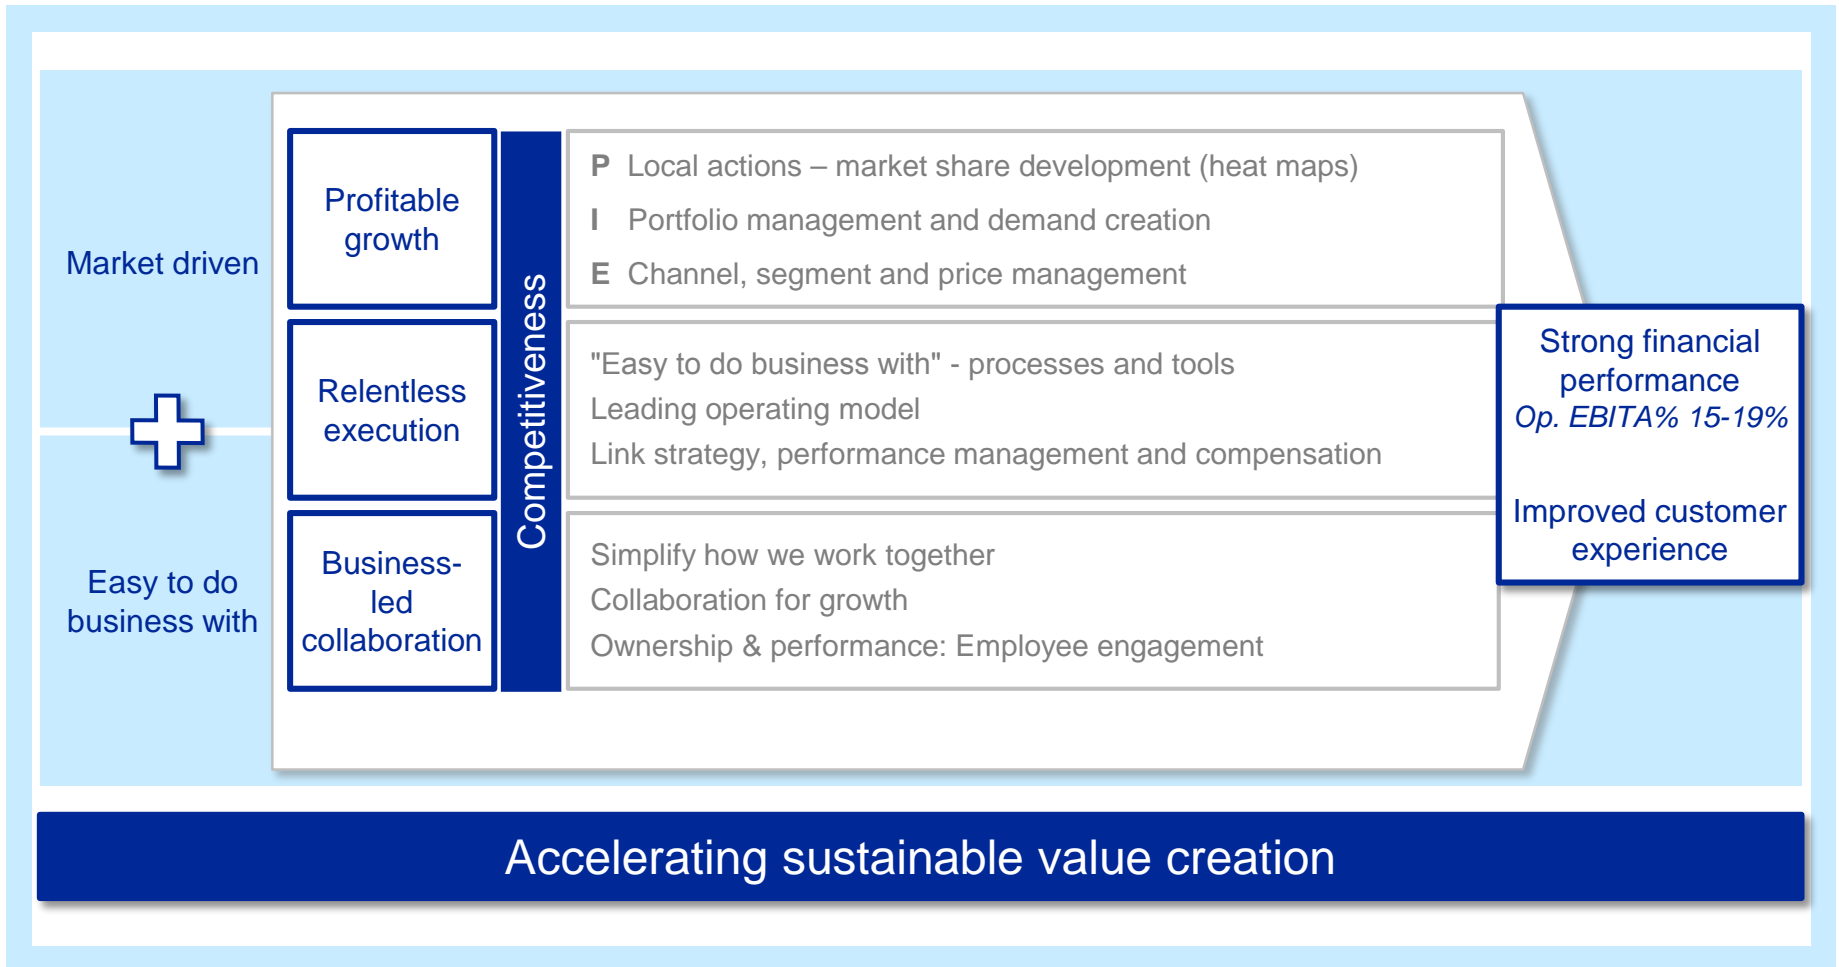 Market driven
Easy to do
business with
Profitable
growth
Relentless
execution
Business-
led
collaboration
Competitiveness
P Local actions – market share development (heat maps)
I Portfolio management and demand creation
E Channel, segment and price management
"Easy to do business with" - processes and tools
Leading operating model
Link strategy, performance management and compensation
Simplify how we work together
Collaboration for growth
Ownership & performance: Employee engagement
Strong financial
performance
Op. EBITA% 15-19%
Improved customer
experience
Accelerating sustainable value creation